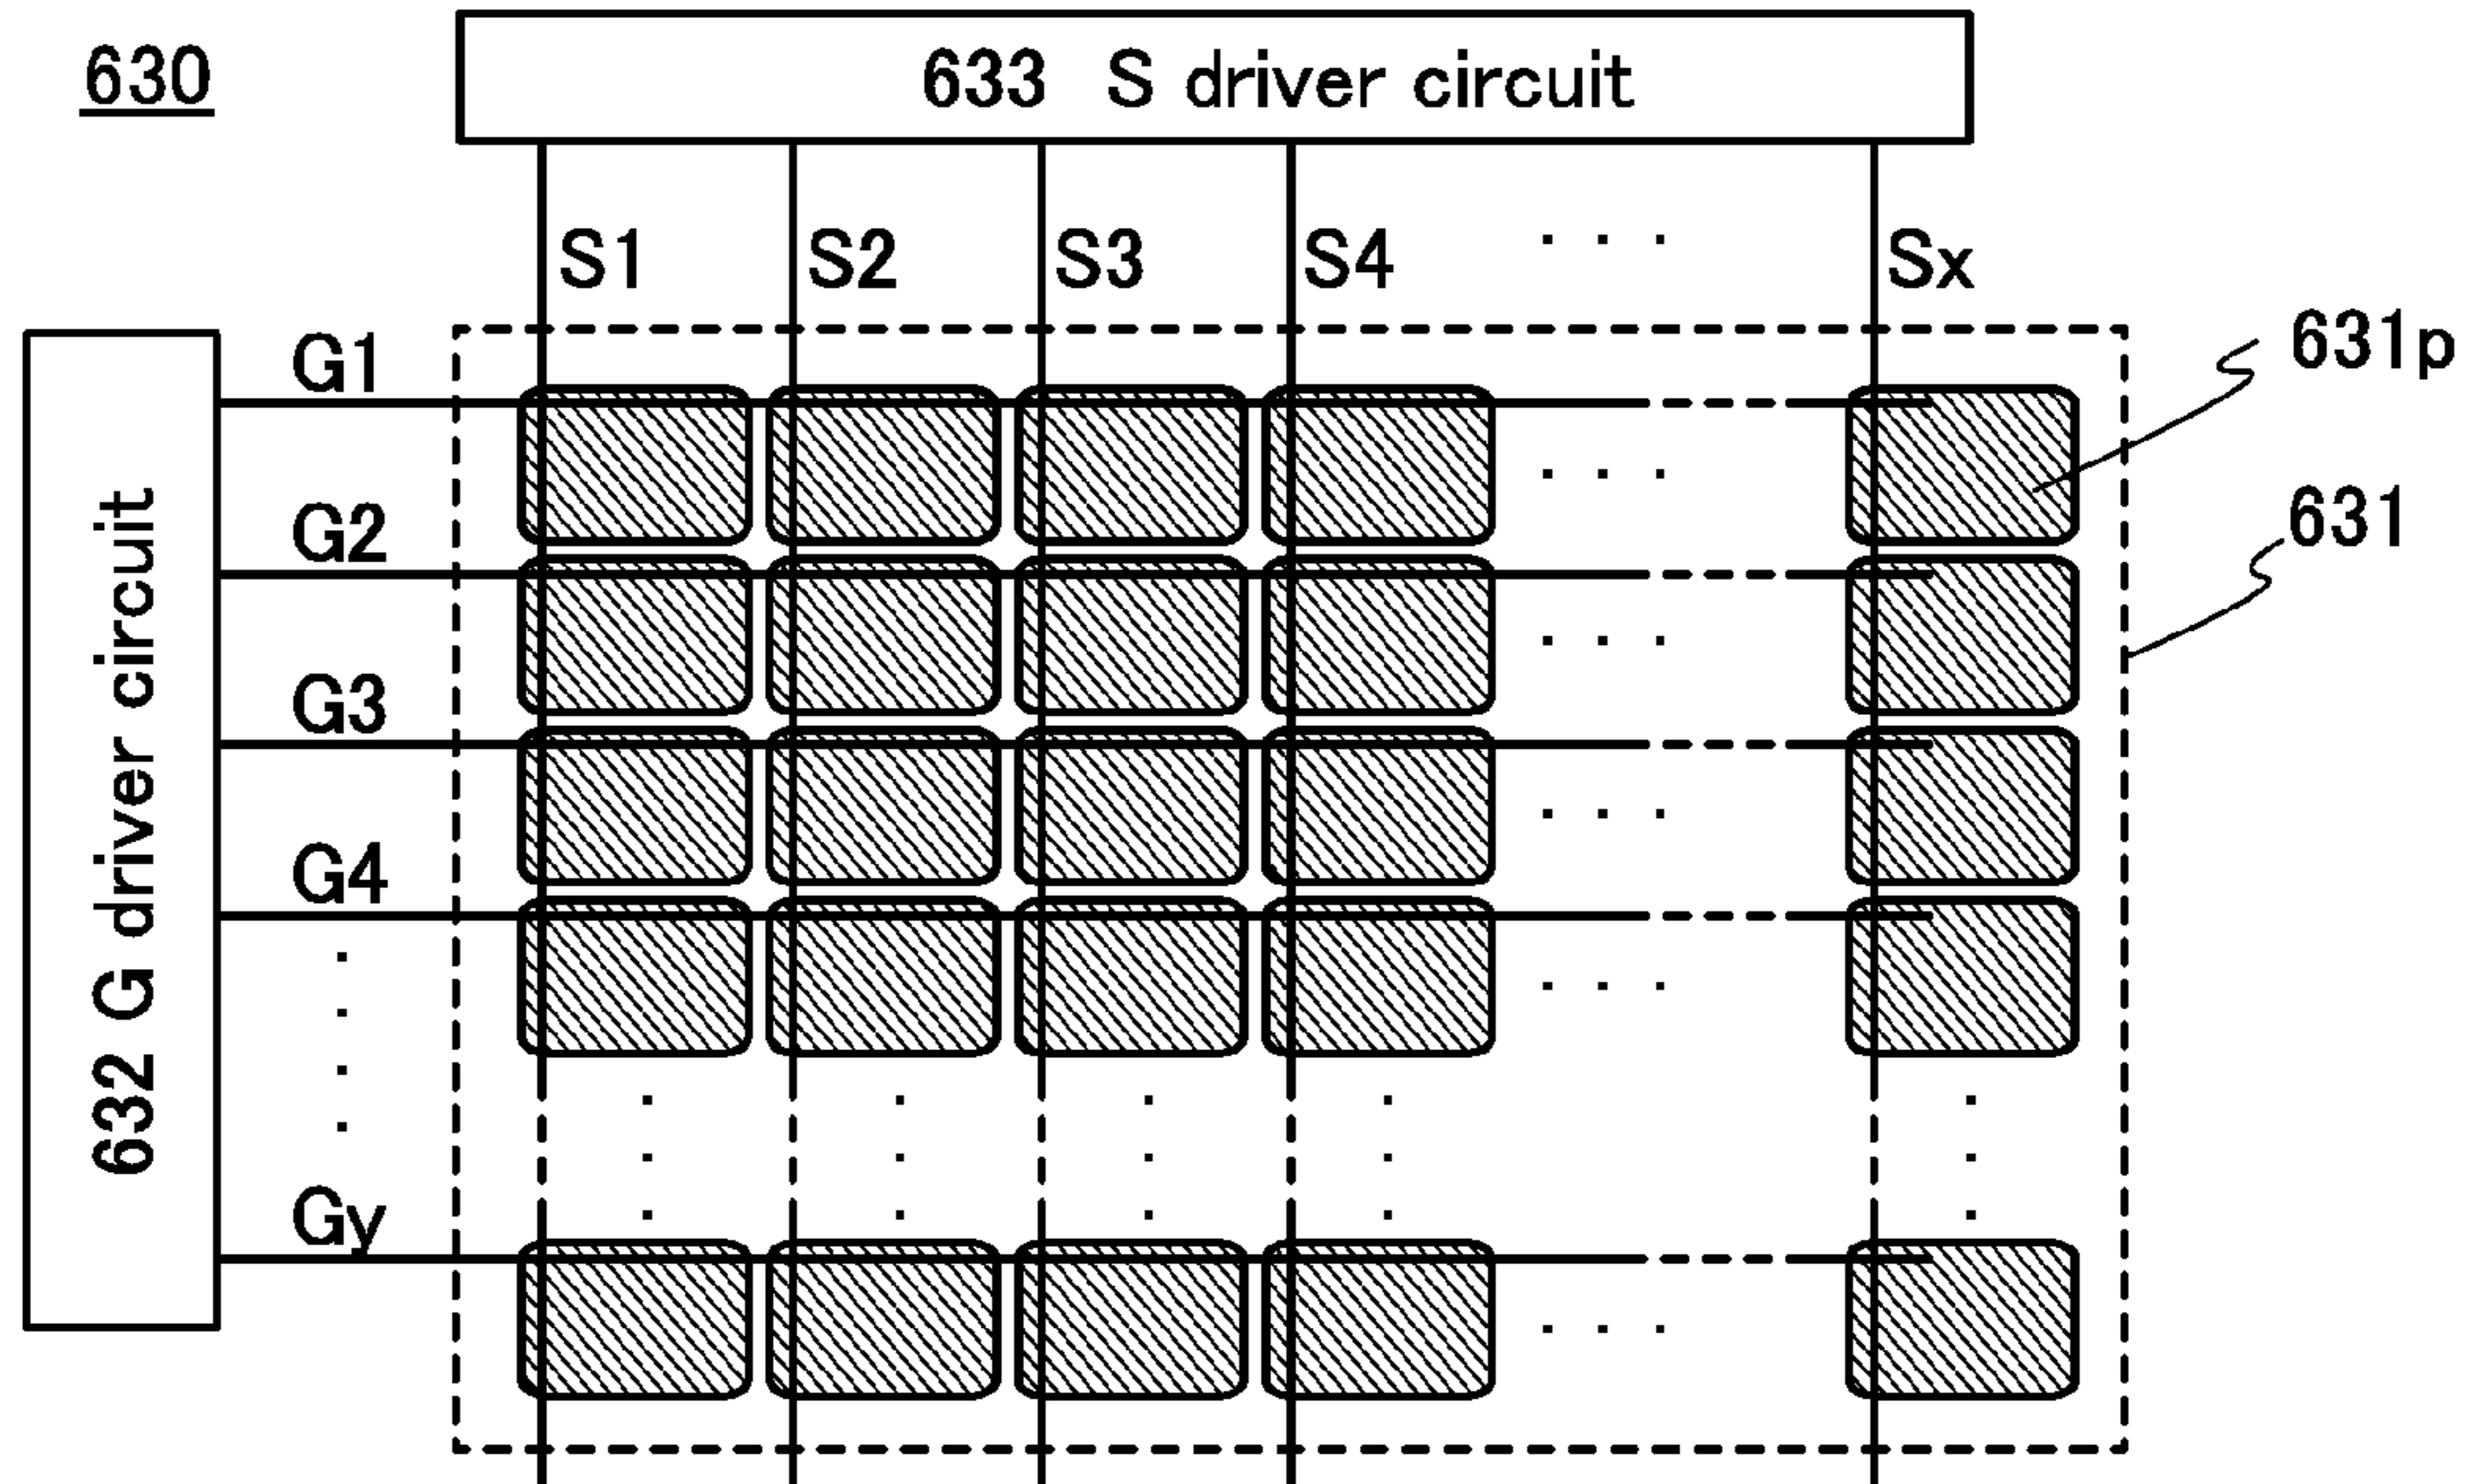 630
633 S driver circuit
S1 S2 S3 S4 . . . Sx
631p
631
G1
G2
G3
G4
Gy
632 G driver circuit